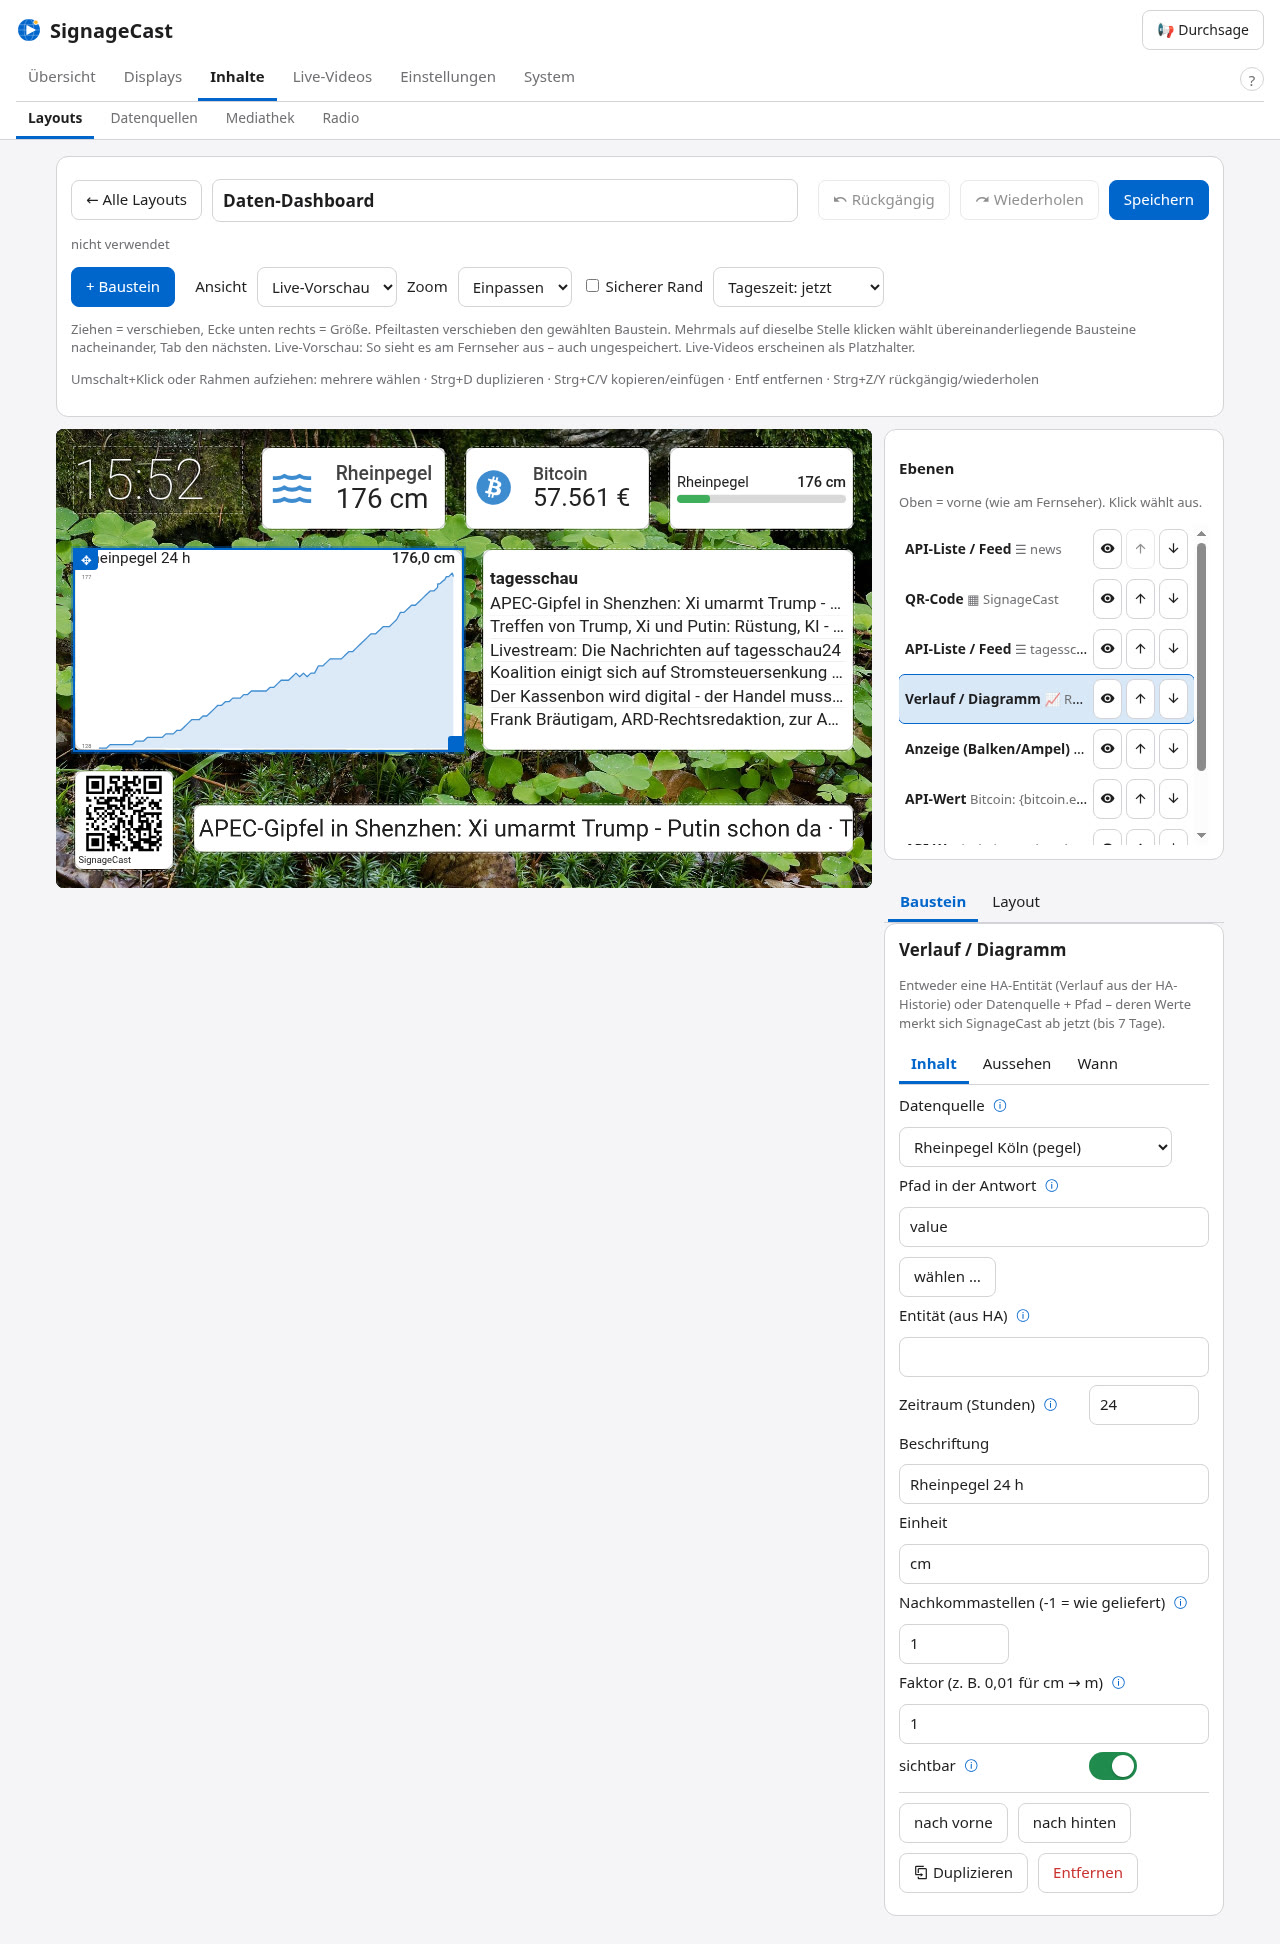 SignageCast
Durchsage
Übersicht
Displays
Inhalte
Live-Videos
Einstellungen
System
?
Layouts
Datenquellen
Mediathek
Radio
← Alle Layouts
Daten-Dashboard
Rückgängig
Wiederholen
Speichern
nicht verwendet
+ Baustein
Ansicht
Live-Vorschau
Zoom
Einpassen
Sicherer Rand
Tageszeit: jetzt
Ziehen = verschieben, Ecke unten rechts = Größe. Pfeiltasten verschieben den gewählten Baustein. Mehrmals auf dieselbe Stelle klicken wählt übereinanderliegende Bausteine
nacheinander, Tab den nächsten. Live-Vorschau: So sieht es am Fernseher aus – auch ungespeichert. Live-Videos erscheinen als Platzhalter.
Umschalt+Klick oder Rahmen aufziehen: mehrere wählen · Strg+D duplizieren · Strg+C/V kopieren/einfügen · Entf entfernen · Strg+Z/Y rückgängig/wiederholen
15:52
Rheinpegel
176 cm
Bitcoin
57.561 €
Rheinpegel
176 cm
heinpegel 24 h
176,0 cm
177
128
tagesschau
APEC-Gipfel in Shenzhen: Xi umarmt Trump - ...
Treffen von Trump, Xi und Putin: Rüstung, KI - ...
Livestream: Die Nachrichten auf tagesschau24
Koalition einigt sich auf Stromsteuersenkung ...
Der Kassenbon wird digital - der Handel muss...
Frank Bräutigam, ARD-Rechtsredaktion, zur A...
SignageCast
APEC-Gipfel in Shenzhen: Xi umarmt Trump - Putin schon da · T
Ebenen
Oben = vorne (wie am Fernseher). Klick wählt aus.
API-Liste / Feed ☰ news
QR-Code ▦ SignageCast
API-Liste / Feed ☰ tagessc...
Verlauf / Diagramm 📈 R...
Anzeige (Balken/Ampel) ...
API-Wert Bitcoin: {bitcoin.e...
Baustein
Layout
Verlauf / Diagramm
Entweder eine HA-Entität (Verlauf aus der HA-
Historie) oder Datenquelle + Pfad – deren Werte
merkt sich SignageCast ab jetzt (bis 7 Tage).
Inhalt
Aussehen
Wann
Datenquelle ⓘ
Rheinpegel Köln (pegel)
Pfad in der Antwort ⓘ
value
wählen ...
Entität (aus HA) ⓘ
Zeitraum (Stunden) ⓘ
24
Beschriftung
Rheinpegel 24 h
Einheit
cm
Nachkommastellen (-1 = wie geliefert) ⓘ
1
Faktor (z. B. 0,01 für cm → m) ⓘ
1
sichtbar ⓘ
nach vorne
nach hinten
Duplizieren
Entfernen